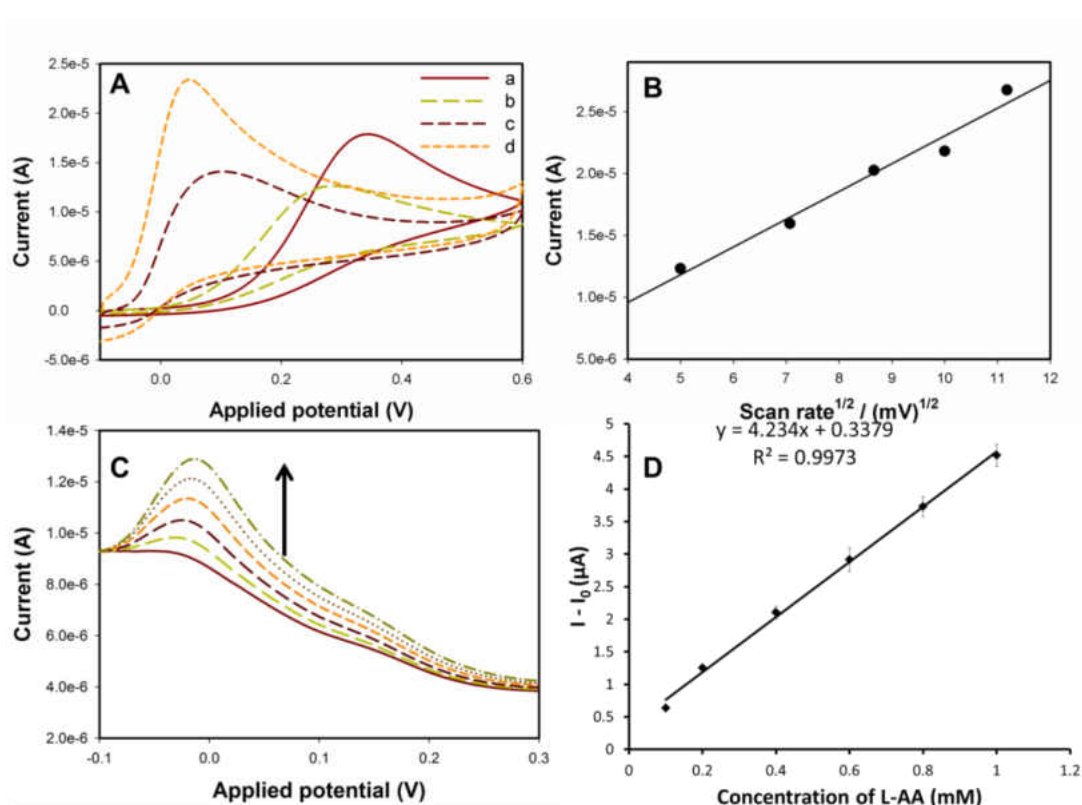 A
a
b
c
d
2.5e-5
2.0e-5
1.5e-5
1.0e-5
5.0e-6
0.0
-5.0e-6
Current (A)
0.0 0.2 0.4 0.6
Applied potential (V)
B
2.5e-5
2.0e-5
1.5e-5
1.0e-5
5.0e-6
Current (A)
4 5 6 7 8 9 10 11 12
Scan rate^1/2 / (mV)^1/2
C
1.4e-5
1.2e-5
1.0e-5
8.0e-6
6.0e-6
4.0e-6
2.0e-6
Current (A)
-0.1 0.0 0.1 0.2 0.3
Applied potential (V)
y = 4.234x + 0.3379
R² = 0.9973
D
5
4.5
4
3.5
3
2.5
2
1.5
1
0.5
0
I - I₀ (µA)
0 0.2 0.4 0.6 0.8 1 1.2
Concentration of L-AA (mM)